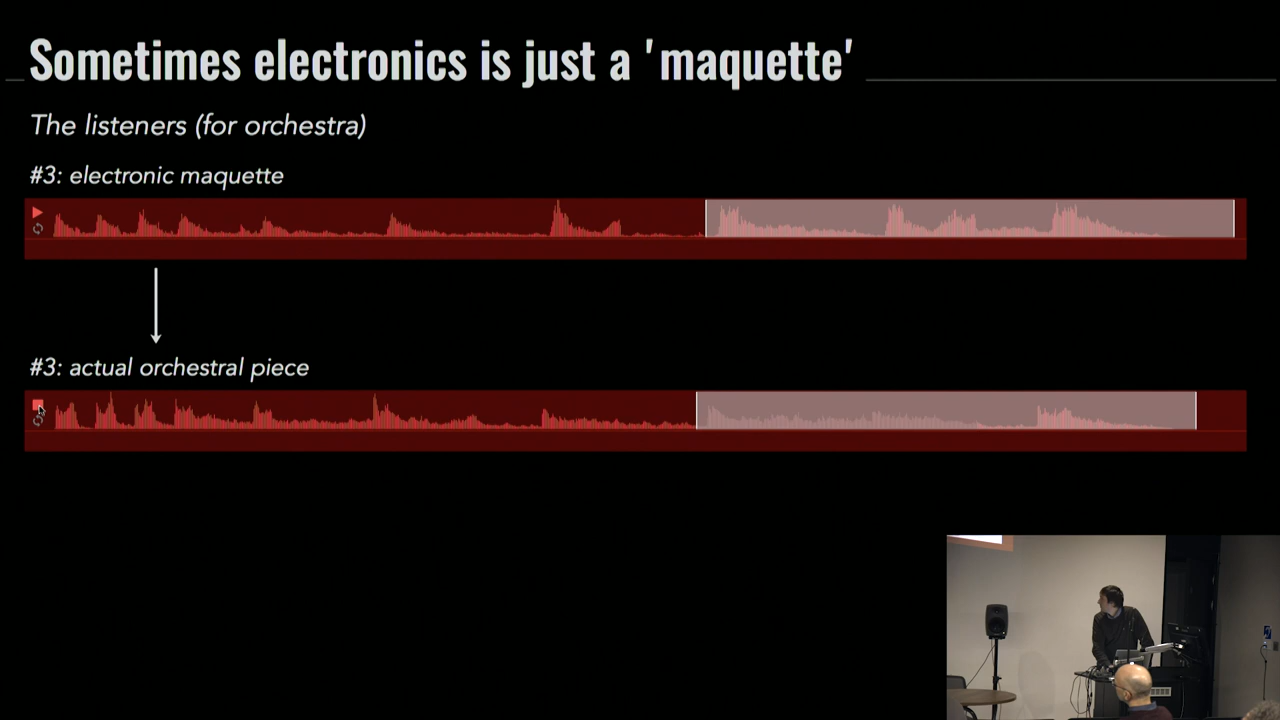 Sometimes electronics is just a 'maquette'
The listeners (for orchestra)
#3: electronic maquette
#3: actual orchestral piece